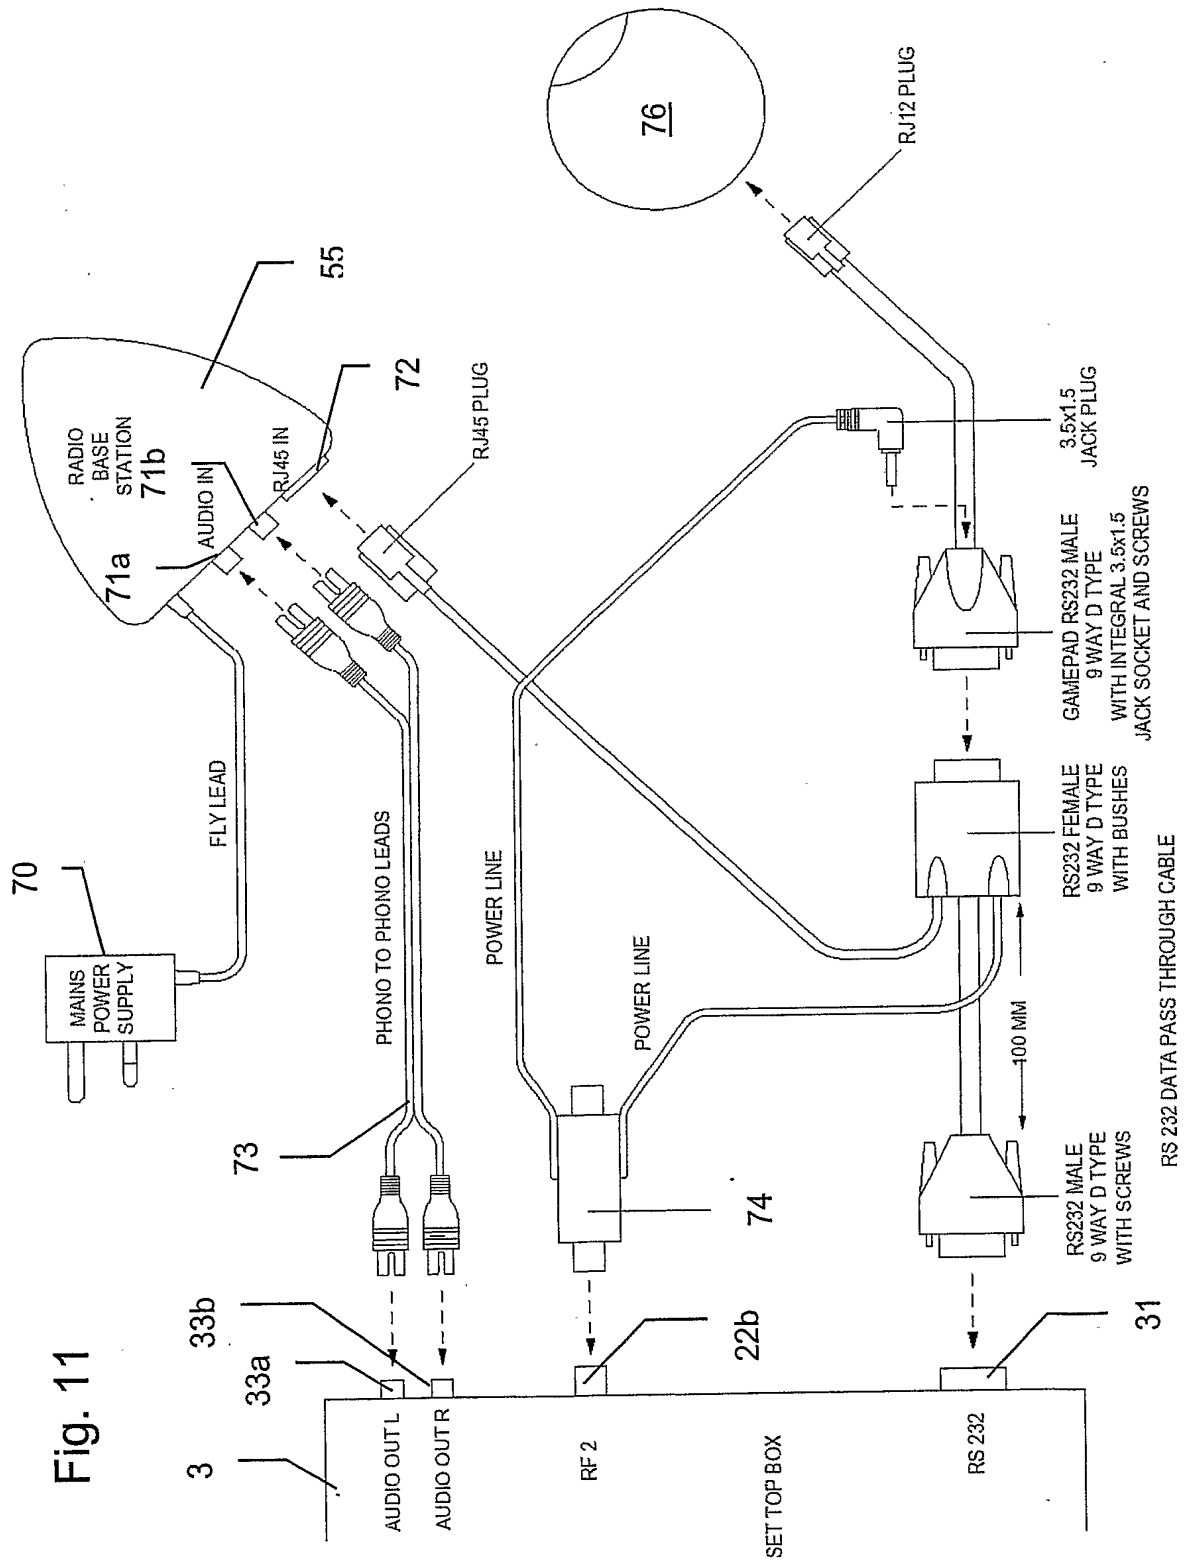 Fig. 11
3
33a
33b
22b
31
AUDIO OUT L
AUDIO OUT R
RF 2
SET TOP BOX
RS 232
70
MAINS
POWER
SUPPLY
FLY LEAD
73
PHONO TO PHONO LEADS
RADIO
BASE
STATION
55
71a
71b
AUDIO IN
RJ45 IN
72
RJ45 PLUG
POWER LINE
POWER LINE
74
76
RJ12 PLUG
3.5x1.5
JACK PLUG
GAMEPAD RS232 MALE
9 WAY D TYPE
WITH INTEGRAL 3.5x1.5
JACK SOCKET AND SCREWS
RS232 FEMALE
9 WAY D TYPE
WITH BUSHES
100 MM
RS232 MALE
9 WAY D TYPE
WITH SCREWS
RS 232 DATA PASS THROUGH CABLE